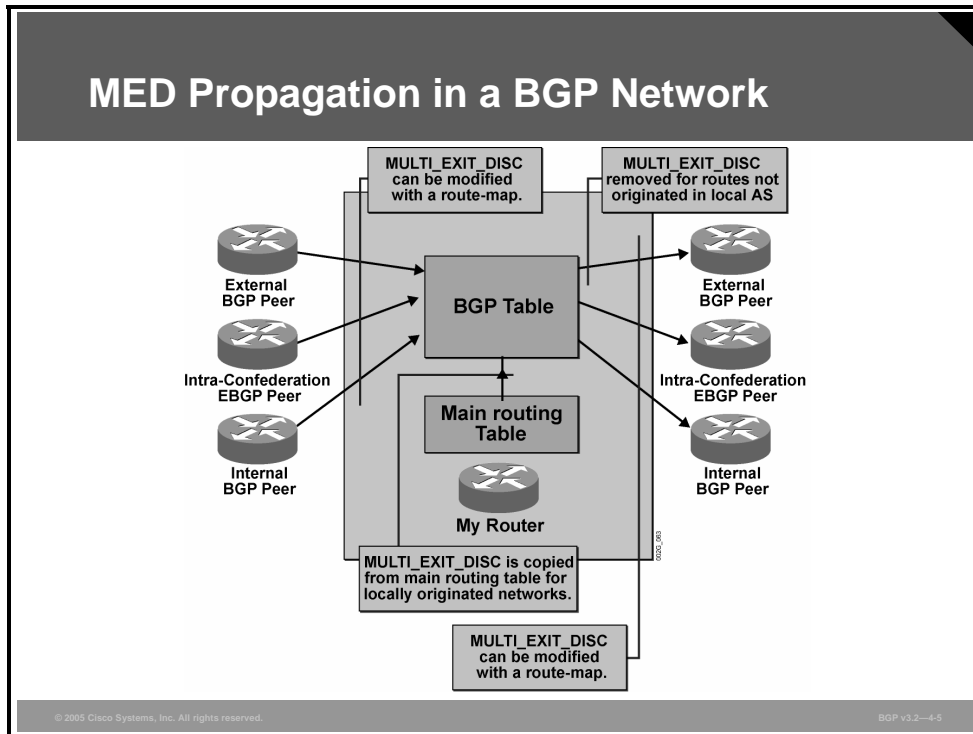 MED Propagation in a BGP Network
MULTI_EXIT_DISC
can be modified
with a route-map.
MULTI_EXIT_DISC
removed for routes not
originated in local AS
External
BGP Peer
Intra-Confederation
EBGP Peer
Internal
BGP Peer
BGP Table
Main routing
Table
My Router
External
BGP Peer
Intra-Confederation
EBGP Peer
Internal
BGP Peer
002G_063
MULTI_EXIT_DISC is copied
from main routing table for
locally originated networks.
MULTI_EXIT_DISC
can be modified
with a route-map.
© 2005 Cisco Systems, Inc. All rights reserved.
BGP v3.2—4-5